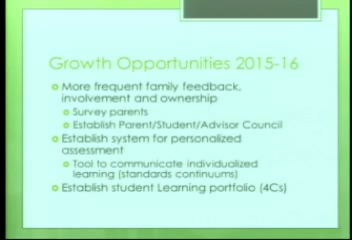 Growth Opportunities 2015-16
More frequent family feedback,
involvement and ownership
Survey parents
Establish Parent/Student/Advisor Council
Establish system for personalized
assessment
Tool to communicate individualized
learning (standards continuums)
Establish student Learning portfolio (4Cs)